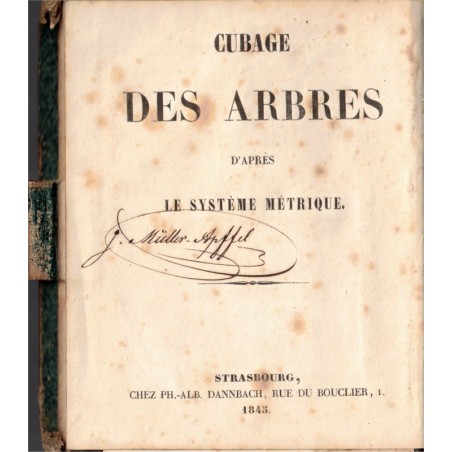 CUBAGE
DES ARBRES
D'APRÈS
LE SYSTÈME MÉTRIQUE.
J. Müller-Apffel
STRASBOURG,
CHEZ PH.-ALB. DANNBACH, RUE DU BOUCLIER, 1.
1845.